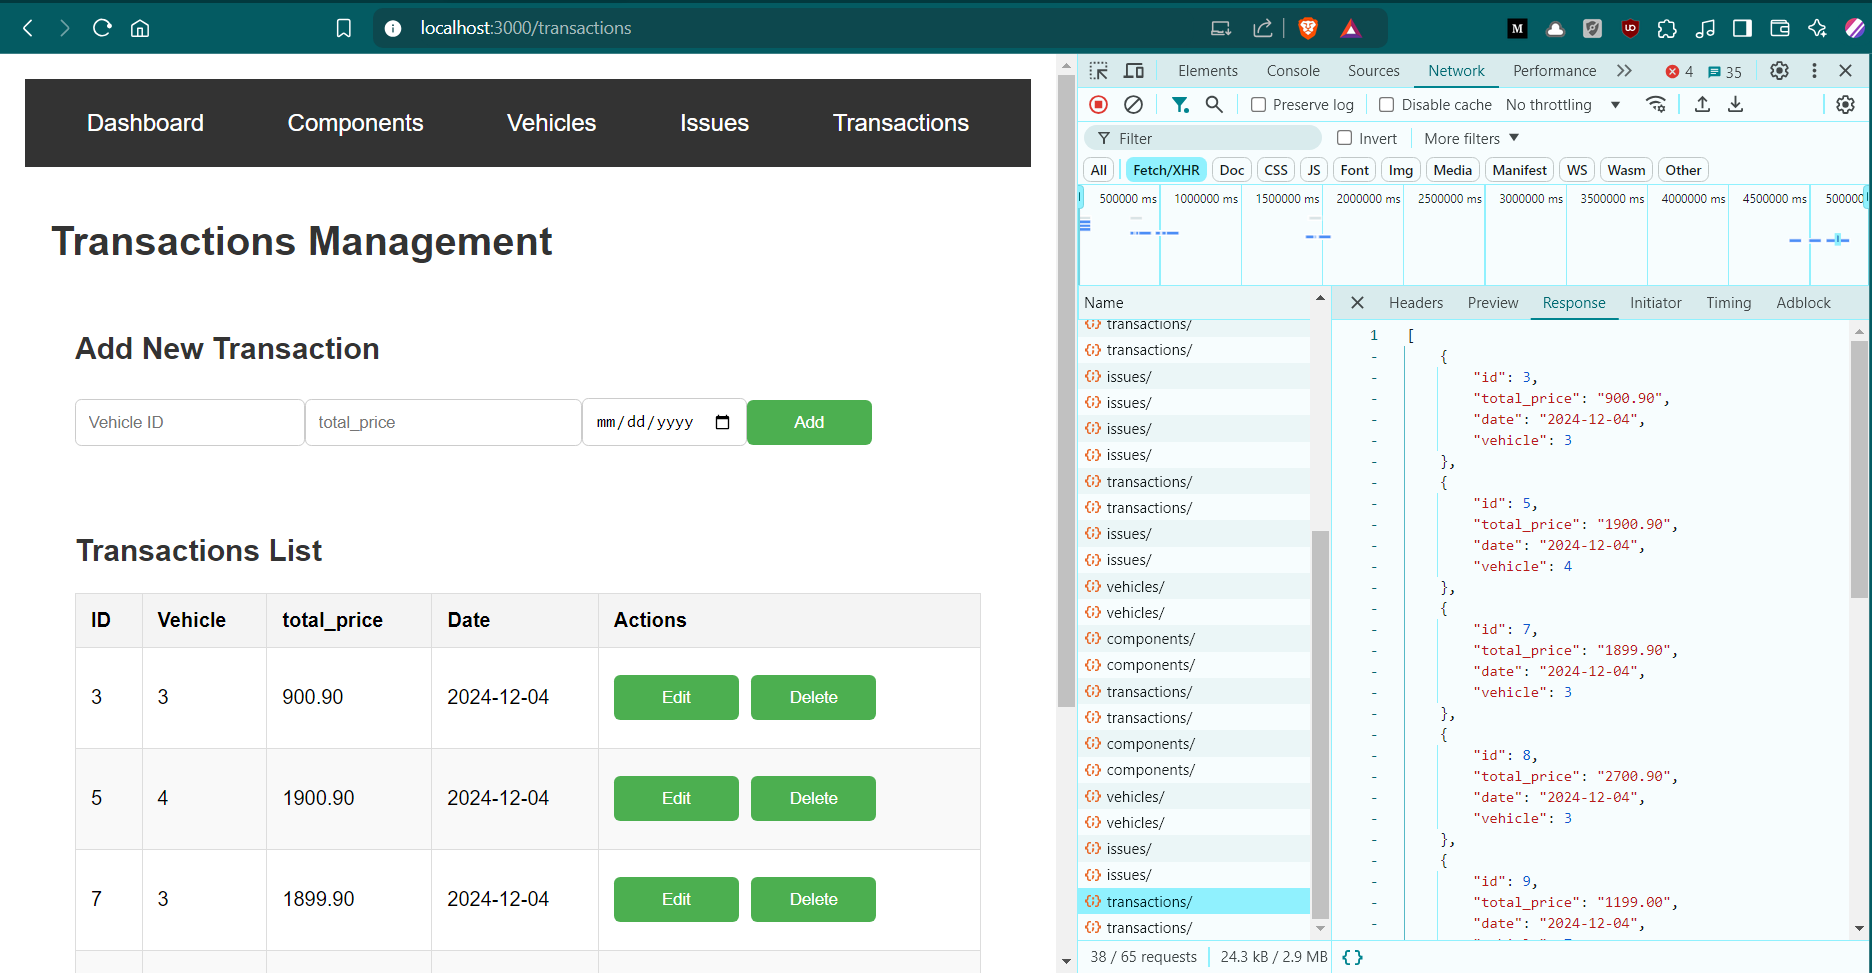 localhost:3000/transactions
M
UD
Dashboard Components Vehicles Issues Transactions
Transactions Management
Add New Transaction
Vehicle ID total_price mm/dd/yyyy Add
Transactions List
ID Vehicle total_price Date Actions
3 3 900.90 2024-12-04 Edit Delete
5 4 1900.90 2024-12-04 Edit Delete
7 3 1899.90 2024-12-04 Edit Delete
Elements Console Sources Network Performance 4 35
Preserve log Disable cache No throttling
Filter Invert More filters
All Fetch/XHR Doc CSS JS Font Img Media Manifest WS Wasm Other
500000 ms 1000000 ms 1500000 ms 2000000 ms 2500000 ms 3000000 ms 3500000 ms 4000000 ms 4500000 ms 500000
Name
transactions/
transactions/
issues/
issues/
issues/
issues/
transactions/
transactions/
issues/
issues/
vehicles/
vehicles/
components/
components/
transactions/
transactions/
components/
components/
vehicles/
vehicles/
issues/
issues/
transactions/
transactions/
38 / 65 requests 24.3 kB / 2.9 MB { }
Headers Preview Response Initiator Timing Adblock
1 [
- {
- "id": 3,
- "total_price": "900.90",
- "date": "2024-12-04",
- "vehicle": 3
- },
- {
- "id": 5,
- "total_price": "1900.90",
- "date": "2024-12-04",
- "vehicle": 4
- },
- {
- "id": 7,
- "total_price": "1899.90",
- "date": "2024-12-04",
- "vehicle": 3
- },
- {
- "id": 8,
- "total_price": "2700.90",
- "date": "2024-12-04",
- "vehicle": 3
- },
- {
- "id": 9,
- "total_price": "1199.00",
- "date": "2024-12-04",